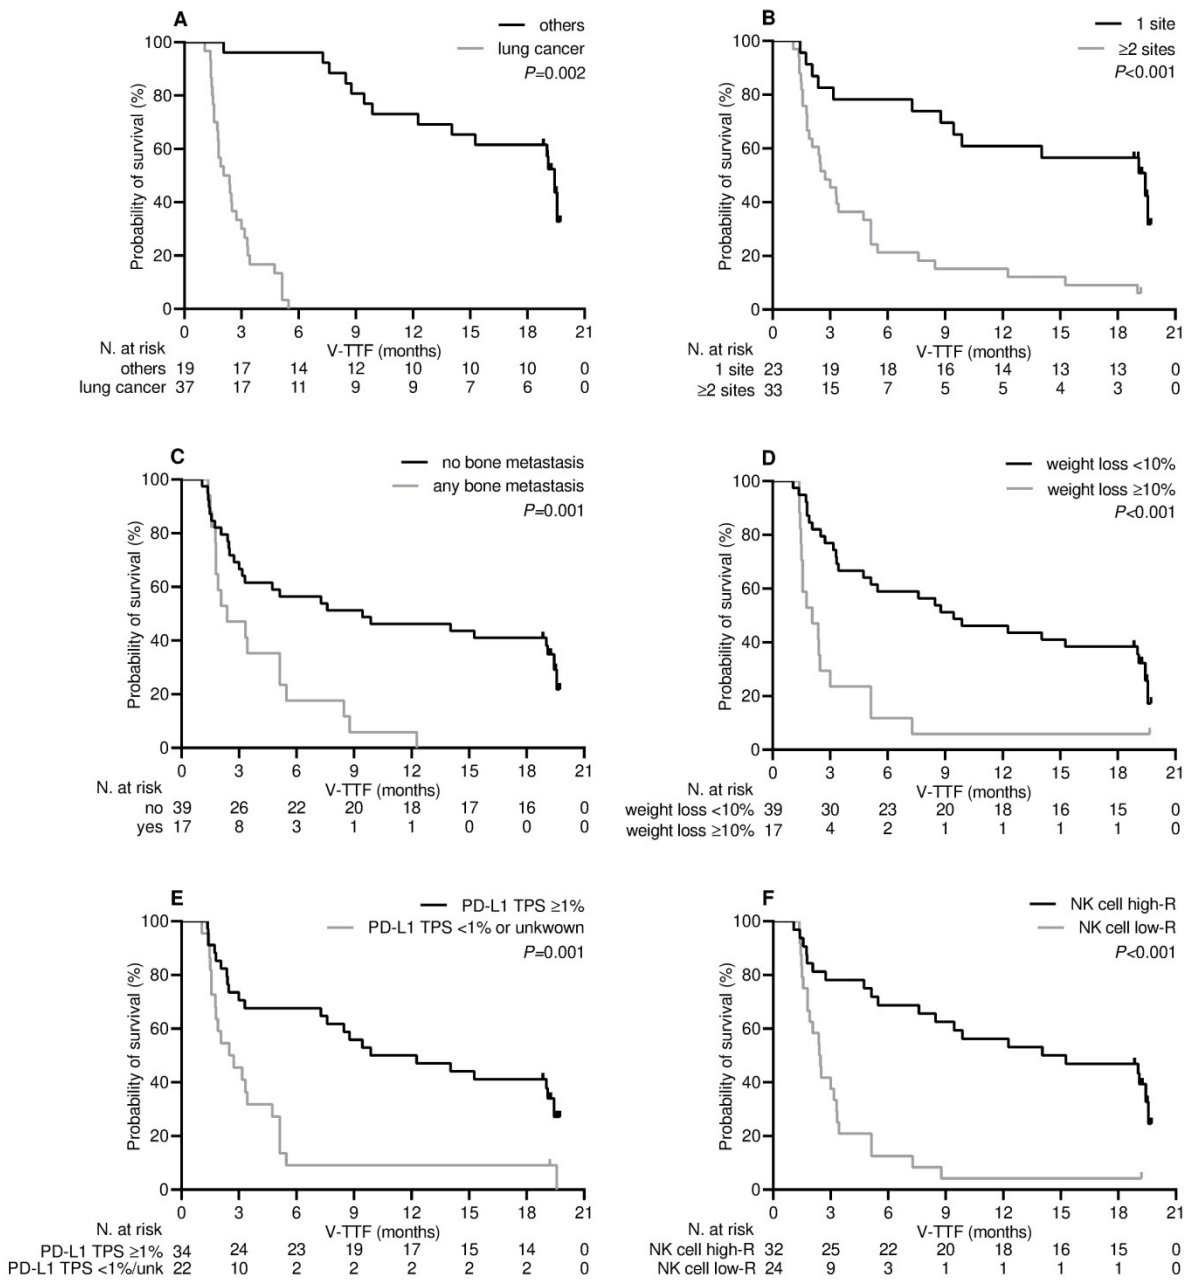 A
others
lung cancer
P=0.002
Probability of survival (%)
100
80
60
40
20
0
0 3 6 9 12 15 18 21
V-TTF (months)
N. at risk
others 19 17 14 12 10 10 10 0
lung cancer 37 17 11 9 9 7 6 0
B
1 site
≥2 sites
P<0.001
Probability of survival (%)
100
80
60
40
20
0
0 3 6 9 12 15 18 21
V-TTF (months)
N. at risk
1 site 23 19 18 16 14 13 13 0
≥2 sites 33 15 7 5 5 4 3 0
C
no bone metastasis
any bone metastasis
P=0.001
Probability of survival (%)
100
80
60
40
20
0
0 3 6 9 12 15 18 21
V-TTF (months)
N. at risk
no 39 26 22 20 18 17 16 0
yes 17 8 3 1 1 0 0 0
D
weight loss <10%
weight loss ≥10%
P<0.001
Probability of survival (%)
100
80
60
40
20
0
0 3 6 9 12 15 18 21
V-TTF (months)
N. at risk
weight loss <10% 39 30 23 20 18 16 15 0
weight loss ≥10% 17 4 2 1 1 1 1 0
E
PD-L1 TPS ≥1%
PD-L1 TPS <1% or unkwown
P=0.001
Probability of survival (%)
100
80
60
40
20
0
0 3 6 9 12 15 18 21
V-TTF (months)
N. at risk
PD-L1 TPS ≥1% 34 24 23 19 17 15 14 0
PD-L1 TPS <1%/unk 22 10 2 2 2 2 2 0
F
NK cell high-R
NK cell low-R
P<0.001
Probability of survival (%)
100
80
60
40
20
0
0 3 6 9 12 15 18 21
V-TTF (months)
N. at risk
NK cell high-R 32 25 22 20 18 16 15 0
NK cell low-R 24 9 3 1 1 1 1 0